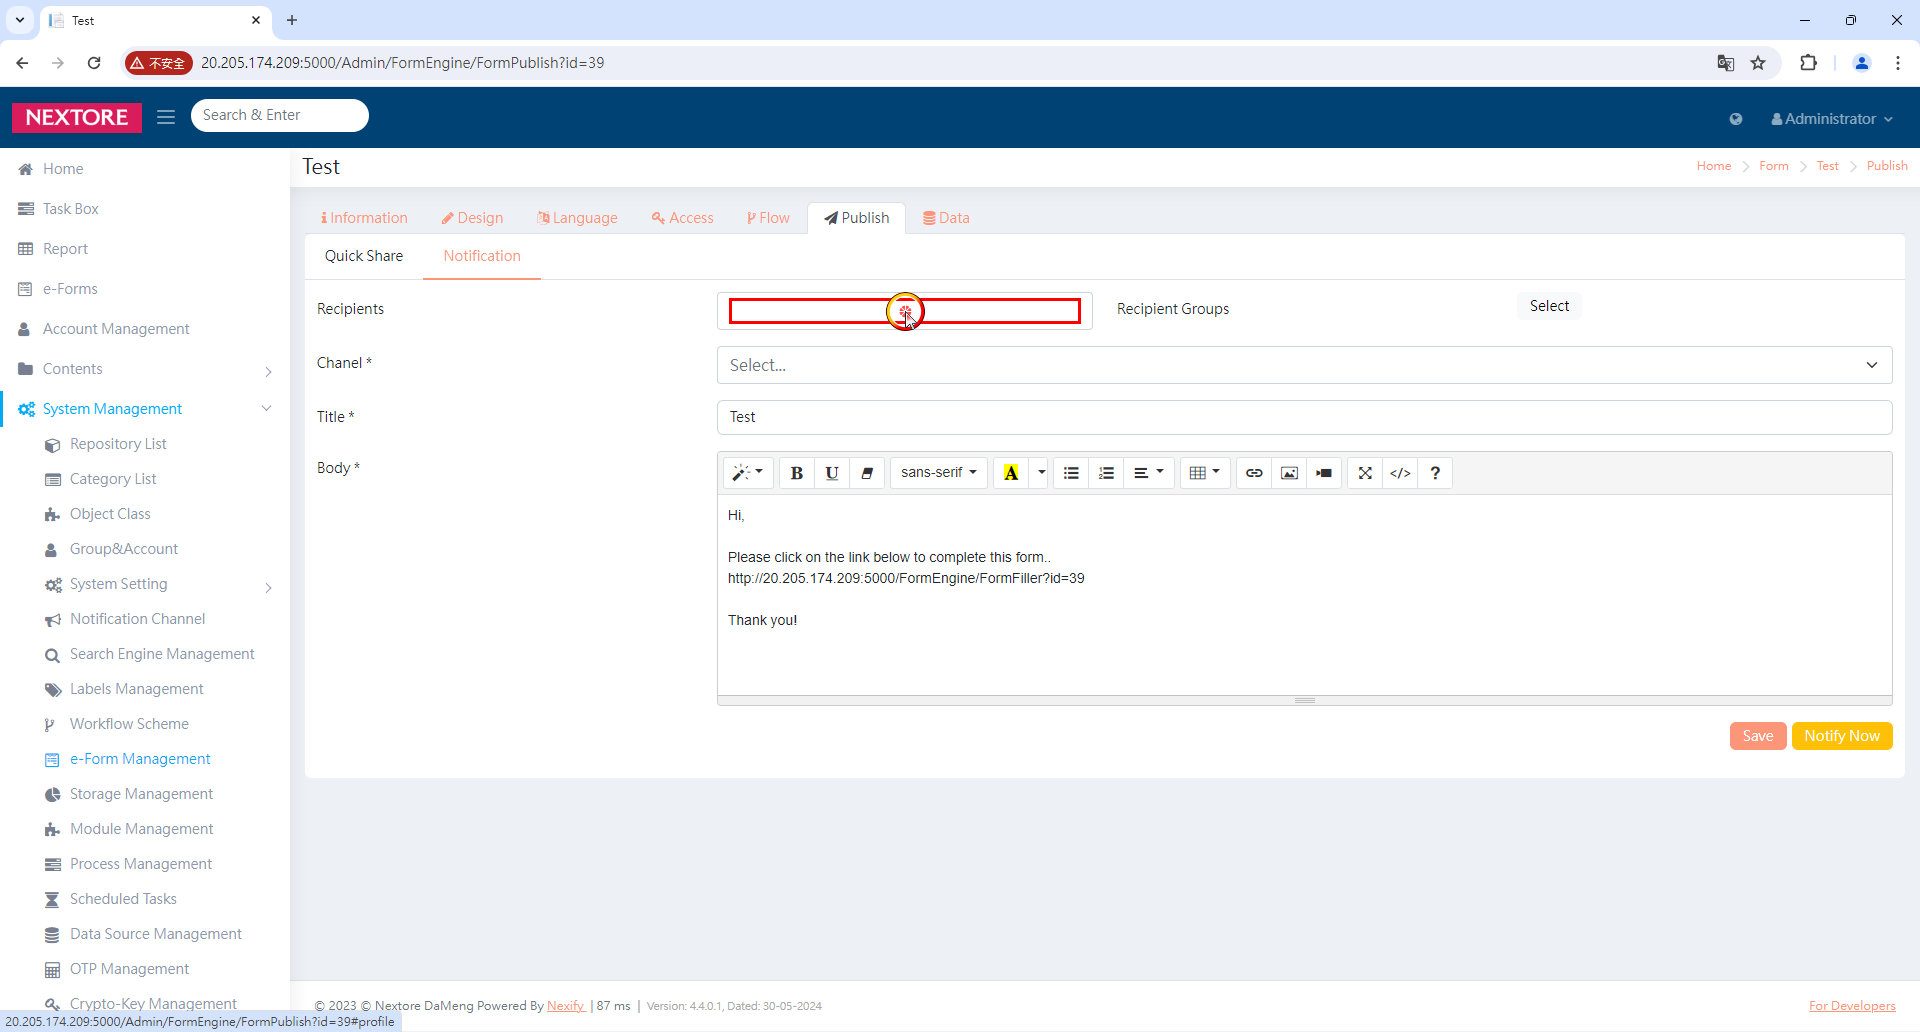 Test
不安全
20.205.174.209:5000/Admin/FormEngine/FormPublish?id=39
NEXTORE
Search & Enter
Administrator
Home
Task Box
Report
e-Forms
Account Management
Contents
System Management
Repository List
Category List
Object Class
Group&Account
System Setting
Notification Channel
Search Engine Management
Labels Management
Workflow Scheme
e-Form Management
Storage Management
Module Management
Process Management
Scheduled Tasks
Data Source Management
OTP Management
Crypto-Key Management
20.205.174.209:5000/Admin/FormEngine/FormPublish?id=39#profile
Test
Home > Form > Test > Publish
Information Design Language Access Flow Publish Data
Quick Share Notification
Recipients
Recipient Groups Select
Chanel * Select...
Title * Test
Body *
B U sans-serif A </> ?
Hi,
Please click on the link below to complete this form..
http://20.205.174.209:5000/FormEngine/FormFiller?id=39
Thank you!
Save Notify Now
© 2023 © Nextore DaMeng Powered By Nexify | 87 ms | Version: 4.4.0.1, Dated: 30-05-2024
For Developers